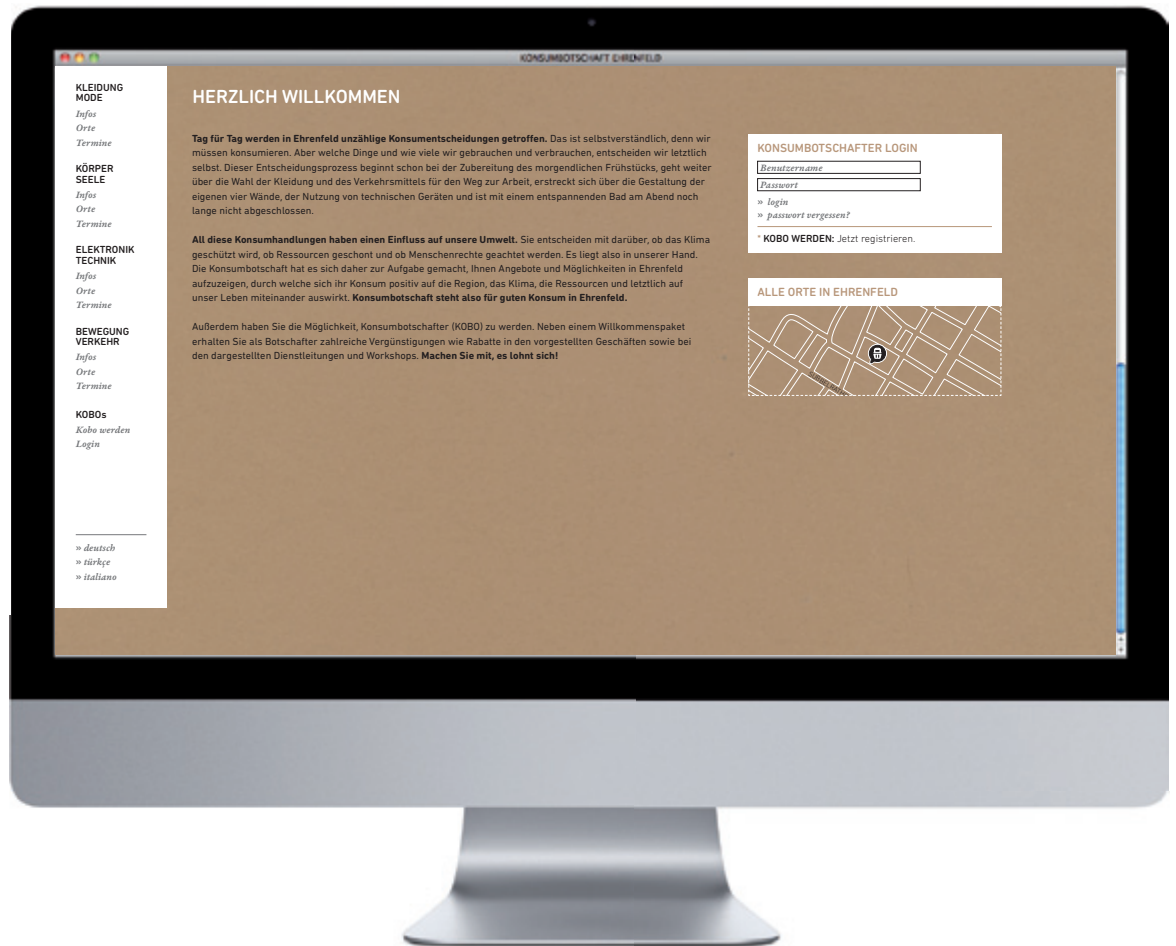 KONSUMBOTSCHAFT EHRENFELD
KLEIDUNG
MODE
Infos
Orte
Termine
KÖRPER
SEELE
Infos
Orte
Termine
ELEKTRONIK
TECHNIK
Infos
Orte
Termine
BEWEGUNG
VERKEHR
Infos
Orte
Termine
KOBOs
Kobo werden
Login
» deutsch
» türkçe
» italiano
HERZLICH WILLKOMMEN
Tag für Tag werden in Ehrenfeld unzählige Konsumentscheidungen getroffen. Das ist selbstverständlich, denn wir
müssen konsumieren. Aber welche Dinge und wie viele wir gebrauchen und verbrauchen, entscheiden wir letztlich
selbst. Dieser Entscheidungsprozess beginnt schon bei der Zubereitung des morgendlichen Frühstücks, geht weiter
über die Wahl der Kleidung und des Verkehrsmittels für den Weg zur Arbeit, erstreckt sich über die Gestaltung der
eigenen vier Wände, der Nutzung von technischen Geräten und ist mit einem entspannenden Bad am Abend noch
lange nicht abgeschlossen.
All diese Konsumhandlungen haben einen Einfluss auf unsere Umwelt. Sie entscheiden mit darüber, ob das Klima
geschützt wird, ob Ressourcen geschont und ob Menschenrechte geachtet werden. Es liegt also in unserer Hand.
Die Konsumbotschaft hat es sich daher zur Aufgabe gemacht, Ihnen Angebote und Möglichkeiten in Ehrenfeld
aufzuzeigen, durch welche sich ihr Konsum positiv auf die Region, das Klima, die Ressourcen und letztlich auf
unser Leben miteinander auswirkt. Konsumbotschaft steht also für guten Konsum in Ehrenfeld.
Außerdem haben Sie die Möglichkeit, Konsumbotschafter (KOBO) zu werden. Neben einem Willkommenspaket
erhalten Sie als Botschafter zahlreiche Vergünstigungen wie Rabatte in den vorgestellten Geschäften sowie bei
den dargestellten Dienstleitungen und Workshops. Machen Sie mit, es lohnt sich!
KONSUMBOTSCHAFTER LOGIN
Benutzername
Passwort
» login
» passwort vergessen?
* KOBO WERDEN: Jetzt registrieren.
ALLE ORTE IN EHRENFELD